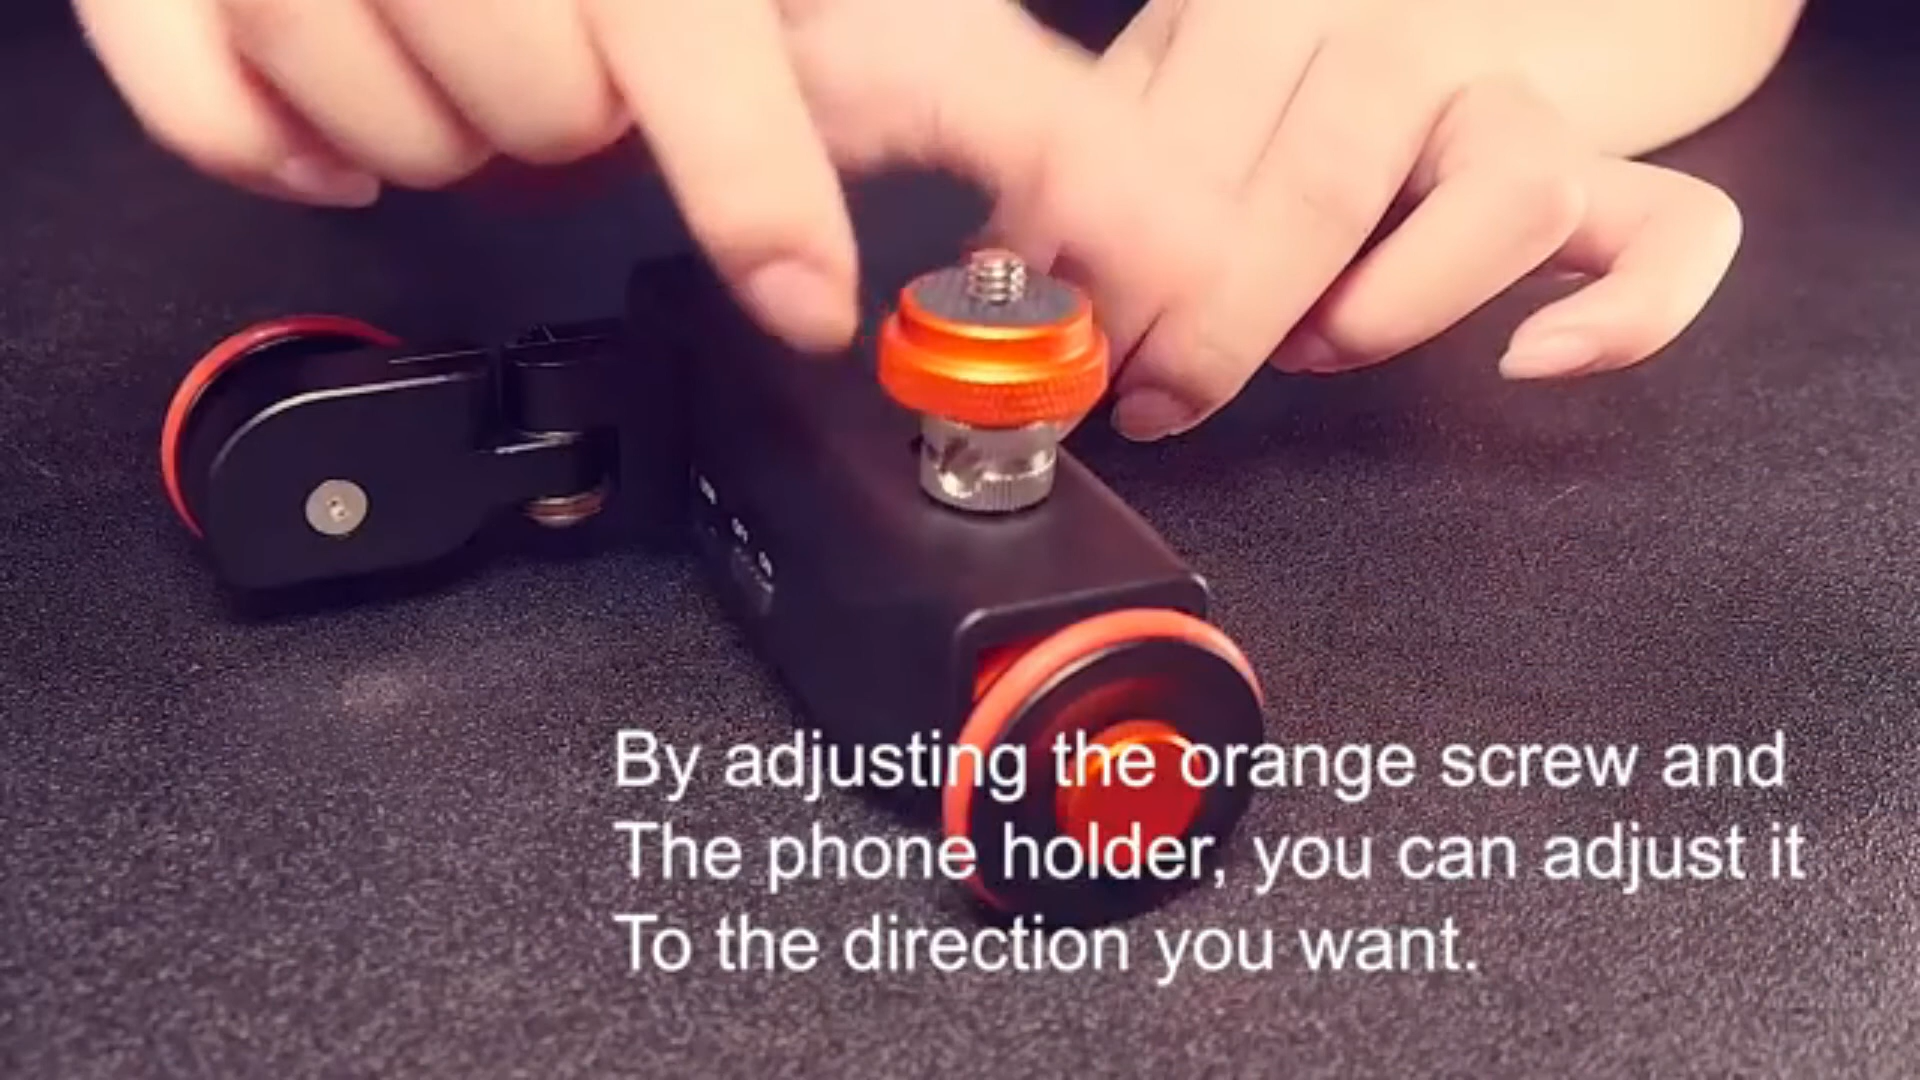 By adjusting the orange screw and
The phone holder, you can adjust it
To the direction you want.